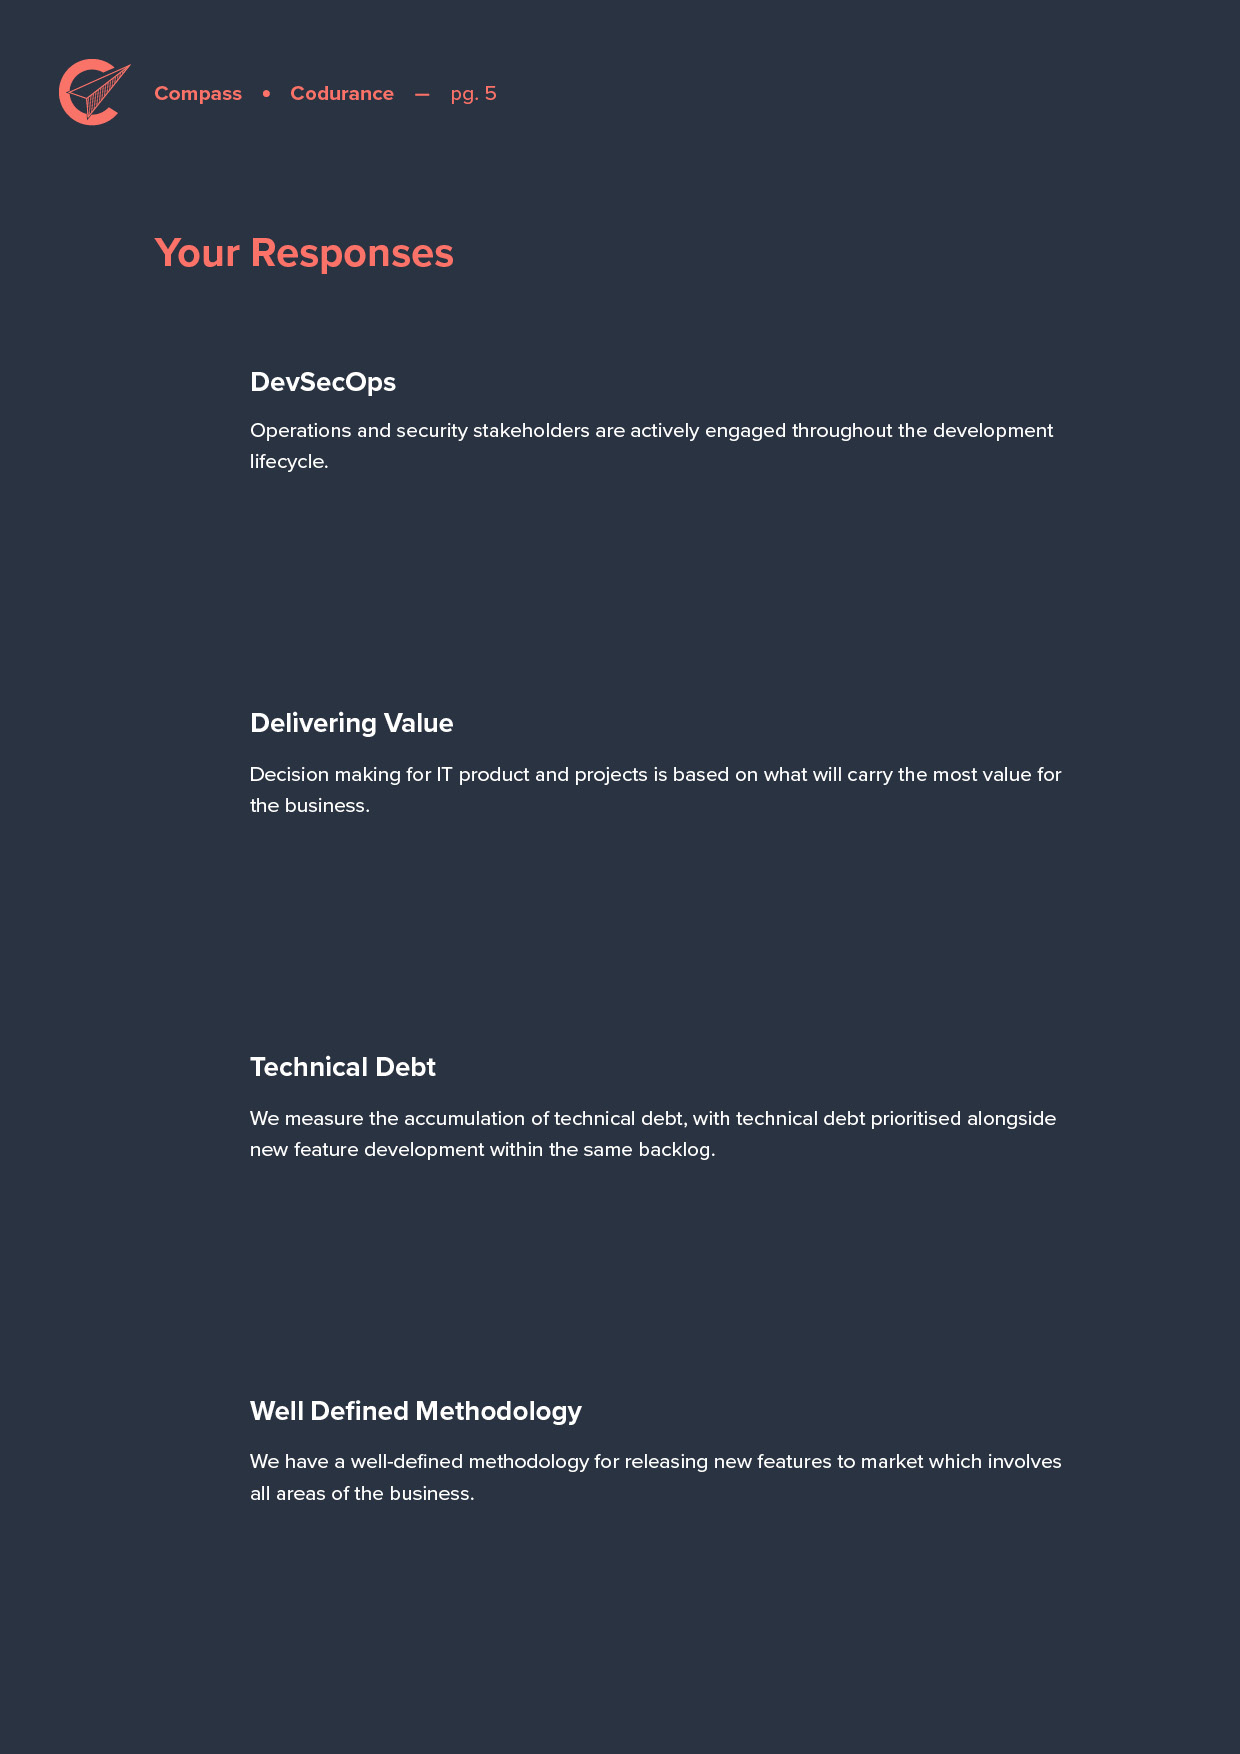 Compass • Codurance — pg. 5
Your Responses
DevSecOps
Operations and security stakeholders are actively engaged throughout the development
lifecycle.
Delivering Value
Decision making for IT product and projects is based on what will carry the most value for
the business.
Technical Debt
We measure the accumulation of technical debt, with technical debt prioritised alongside
new feature development within the same backlog.
Well Defined Methodology
We have a well-defined methodology for releasing new features to market which involves
all areas of the business.